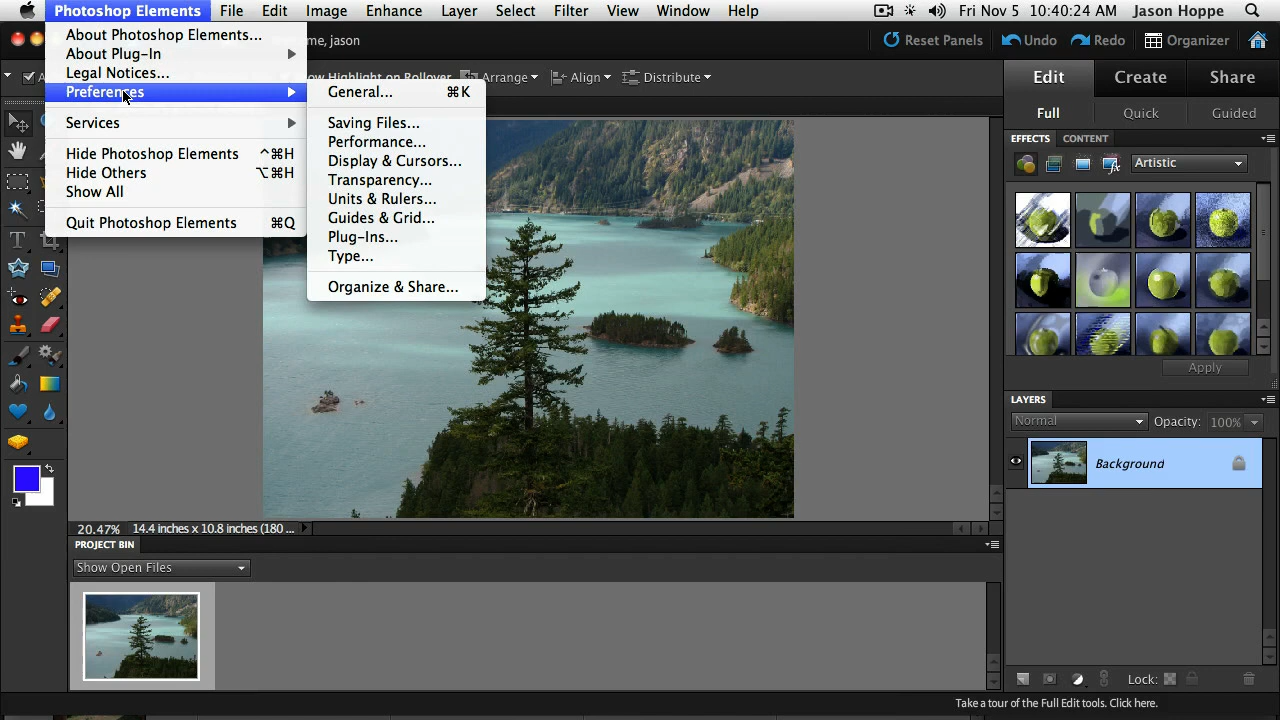 Photoshop Elements File Edit Image Enhance Layer Select Filter View Window Help Fri Nov 5 10:40:24 AM Jason Hoppe
About Photoshop Elements...
About Plug-In
Legal Notices...
Preferences
Services
Hide Photoshop Elements ^⌘H
Hide Others ⌥⌘H
Show All
Quit Photoshop Elements ⌘Q
General... ⌘K
Saving Files...
Performance...
Display & Cursors...
Transparency...
Units & Rulers...
Guides & Grid...
Plug-Ins...
Type...
Organize & Share...
jason
Reset Panels Undo Redo Organizer
Highlight on Rollover Arrange Align Distribute
Edit Create Share
Full Quick Guided
EFFECTS CONTENT
Artistic
Apply
LAYERS
Normal Opacity: 100%
Background
Lock:
20.47% 14.4 inches x 10.8 inches (180 ...
PROJECT BIN
Show Open Files
Take a tour of the Full Edit tools. Click here.